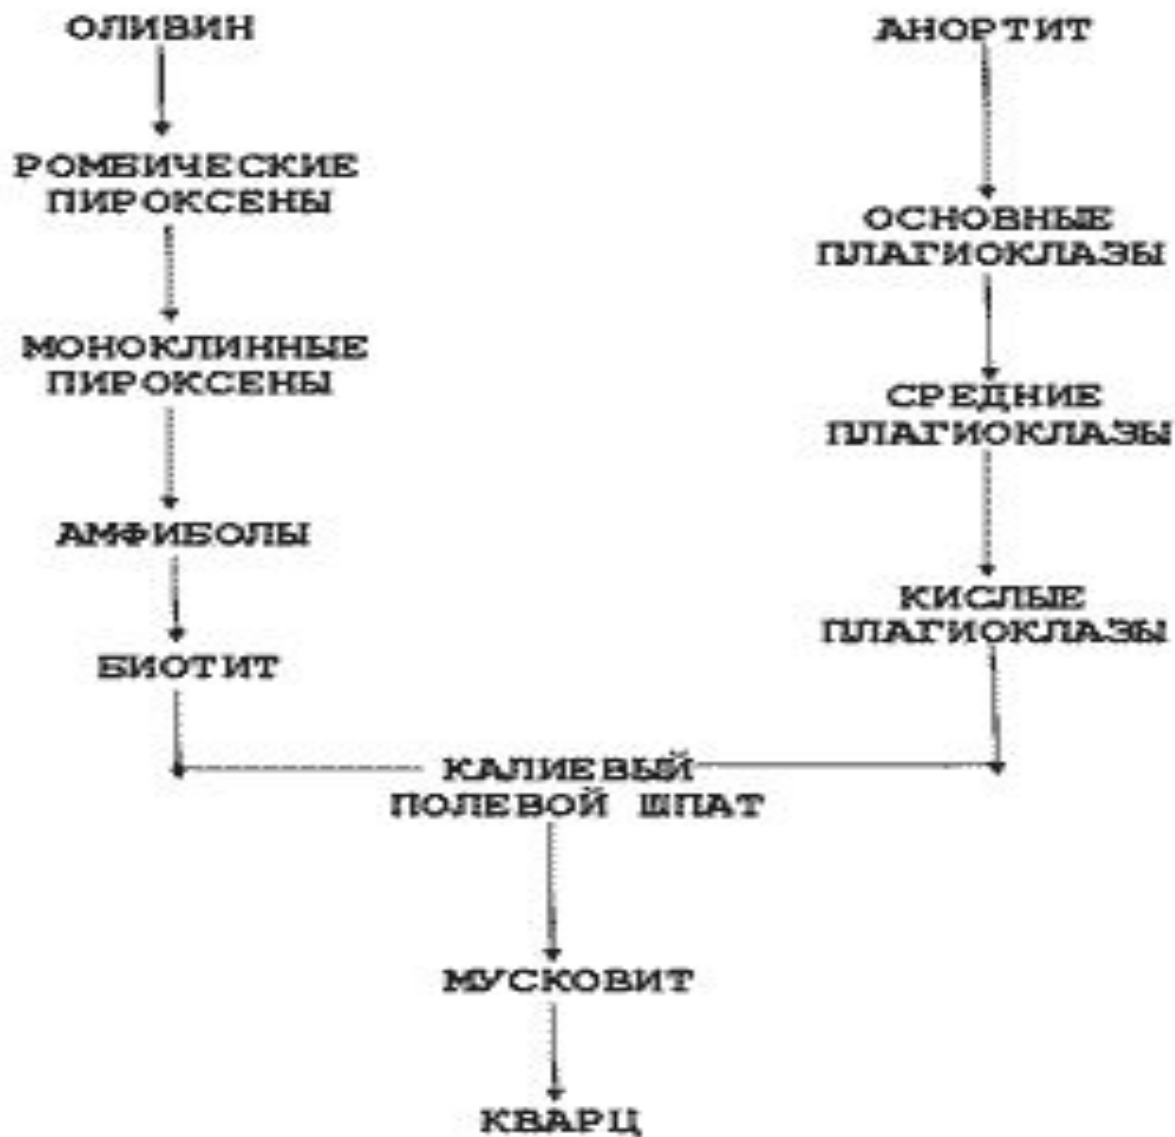 ОЛИВИН
АНОРТИТ
РОМБИЧЕСКИЕ
ПИРОКСЕНЫ
ОСНОВНЫЕ
ПЛАГИОКЛАЗЫ
МОНОКЛИННЫЕ
ПИРОКСЕНЫ
СРЕДНИЕ
ПЛАГИОКЛАЗЫ
АМФИБОЛЫ
КИСЛЫЕ
ПЛАГИОКЛАЗЫ
БИОТИТ
КАЛИЕВЫЙ
ПОЛЕВОЙ ШПАТ
МУСКОВИТ
КВАРЦ